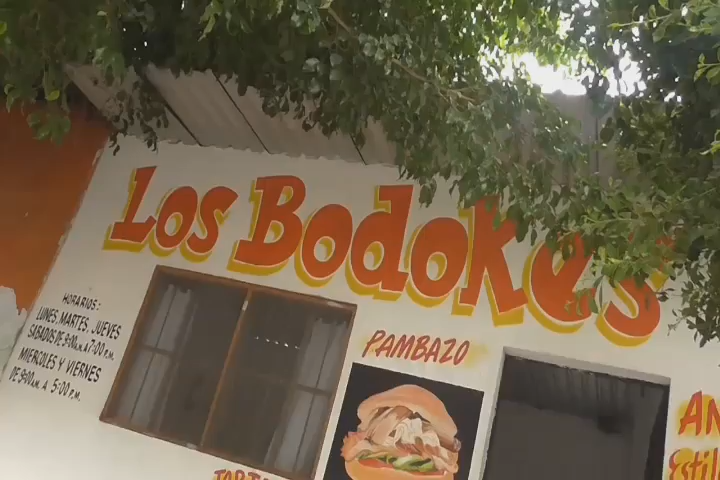 Los Bodokes
HORARIOS:
LUNES, MARTES, JUEVES
SABADOS DE 9:00 A.M. A 7:00 P.M.
MIERCOLES Y VIERNES
DE 9:00 A.M. A 5:00 P.M.
PAMBAZO